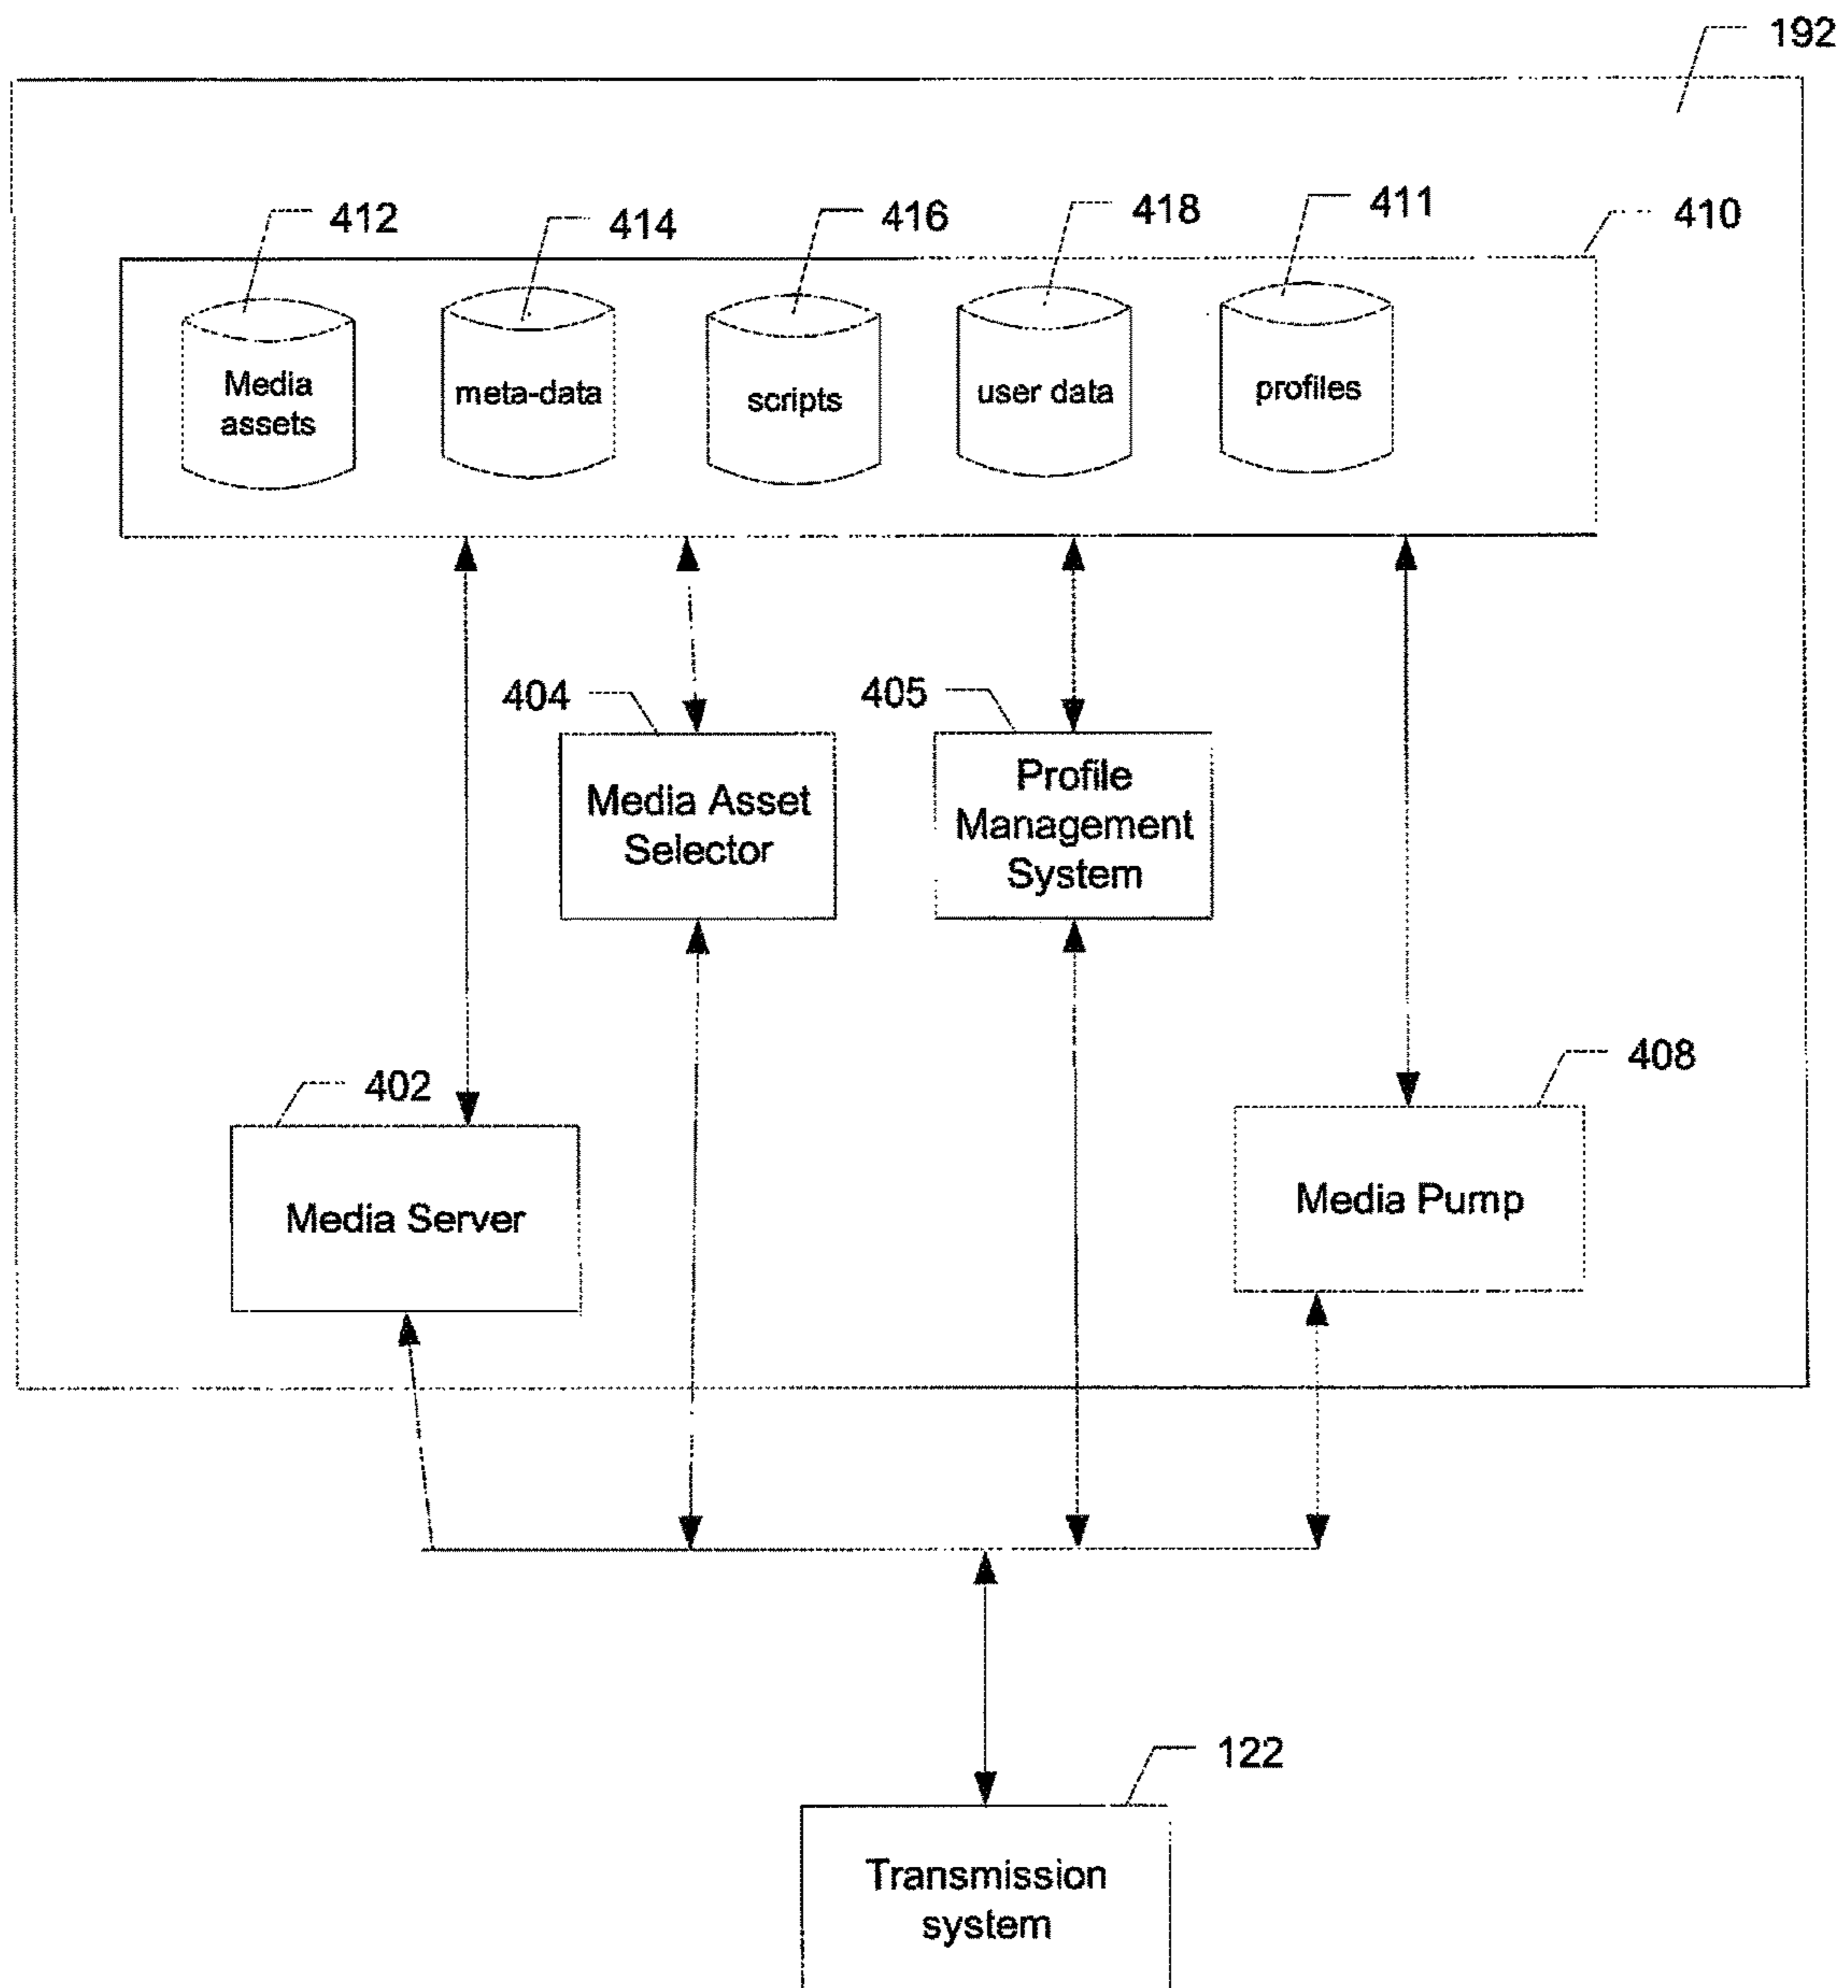 192
412
414
416
418
411
410
Media
assets
meta-data
scripts
user data
profiles
404
405
Media Asset
Selector
Profile
Management
System
402
408
Media Server
Media Pump
122
Transmission
system